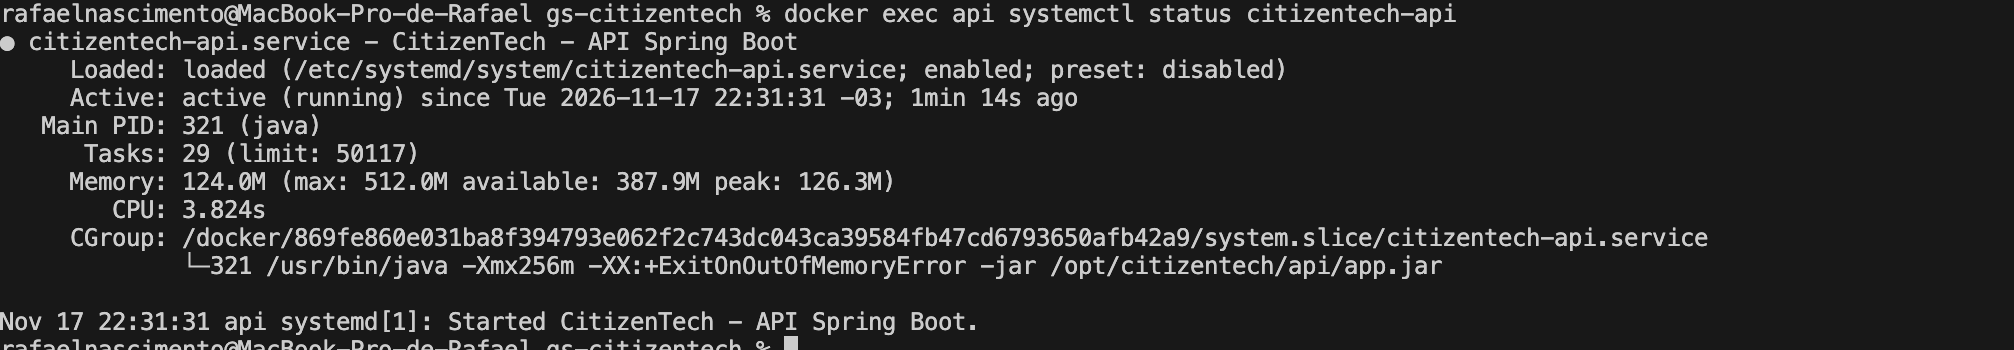 rafaelnascimento@MacBook-Pro-de-Rafael gs-citizentech % docker exec api systemctl status citizentech-api
● citizentech-api.service - CitizenTech - API Spring Boot
     Loaded: loaded (/etc/systemd/system/citizentech-api.service; enabled; preset: disabled)
     Active: active (running) since Tue 2026-11-17 22:31:31 -03; 1min 14s ago
   Main PID: 321 (java)
      Tasks: 29 (limit: 50117)
     Memory: 124.0M (max: 512.0M available: 387.9M peak: 126.3M)
        CPU: 3.824s
     CGroup: /docker/869fe860e031ba8f394793e062f2c743dc043ca39584fb47cd6793650afb42a9/system.slice/citizentech-api.service
             └─321 /usr/bin/java -Xmx256m -XX:+ExitOnOutOfMemoryError -jar /opt/citizentech/api/app.jar

Nov 17 22:31:31 api systemd[1]: Started CitizenTech - API Spring Boot.
rafaelnascimento@MacBook-Pro-de-Rafael gs-citizentech %